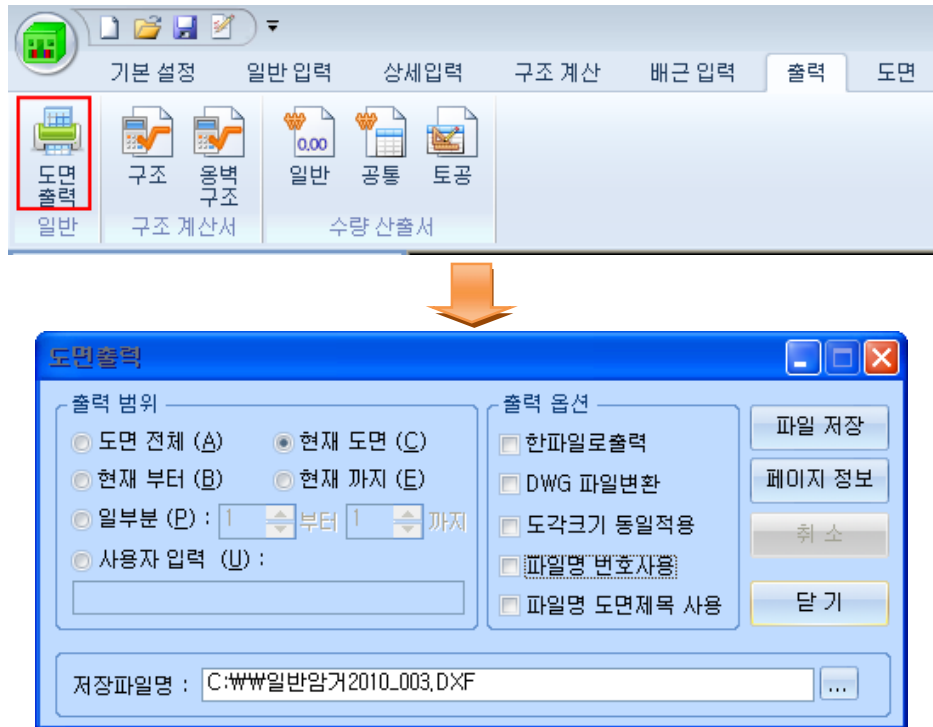 기본 설정 일반 입력 상세입력 구조 계산 배근 입력 출력 도면
도면 출력 구조 옹벽 구조 0,00 일반 공통 토공
일반 구조 계산서 수량 산출서
도면출력
출력 범위
도면 전체 (A) 현재 도면 (C)
현재 부터 (B) 현재 까지 (E)
일부분 (P) : 1 부터 1 까지
사용자 입력 (U) :
출력 옵션
한파일로출력
DWG 파일변환
도각크기 동일적용
파일명 번호사용
파일명 도면제목 사용
파일 저장
페이지 정보
취 소
닫 기
저장파일명 : C:₩₩일반암거2010_003,DXF ...